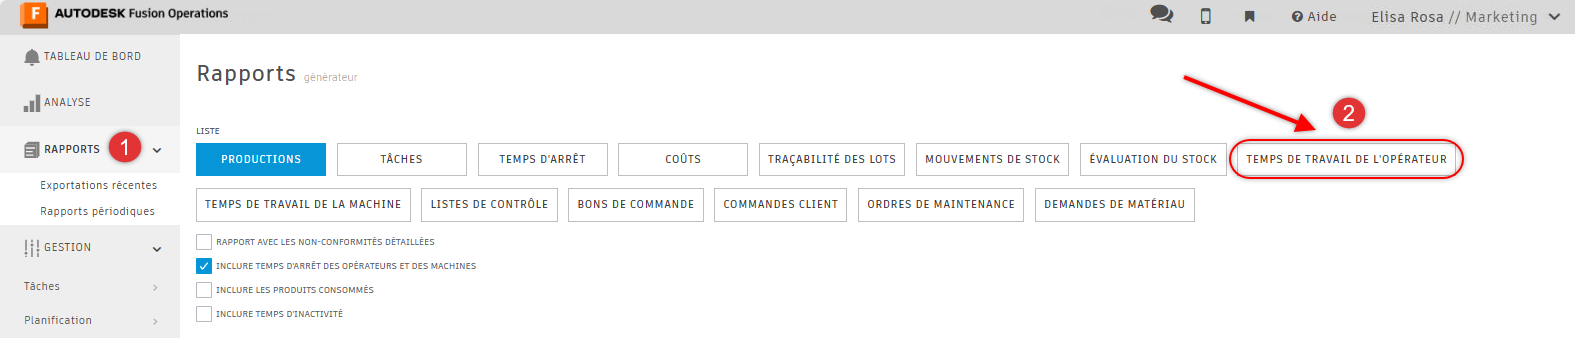 AUTODESK Fusion Operations
Aide
Elisa Rosa // Marketing
TABLEAU DE BORD
ANALYSE
RAPPORTS
1
Exportations récentes
Rapports périodiques
GESTION
Tâches
Planification
Rapports générateur
2
LISTE
PRODUCTIONS
TÂCHES
TEMPS D'ARRÊT
COÛTS
TRAÇABILITÉ DES LOTS
MOUVEMENTS DE STOCK
ÉVALUATION DU STOCK
TEMPS DE TRAVAIL DE L'OPÉRATEUR
TEMPS DE TRAVAIL DE LA MACHINE
LISTES DE CONTRÔLE
BONS DE COMMANDE
COMMANDES CLIENT
ORDRES DE MAINTENANCE
DEMANDES DE MATÉRIAU
RAPPORT AVEC LES NON-CONFORMITÉS DÉTAILLÉES
INCLURE TEMPS D'ARRÊT DES OPÉRATEURS ET DES MACHINES
INCLURE LES PRODUITS CONSOMMÉS
INCLURE TEMPS D'INACTIVITÉ